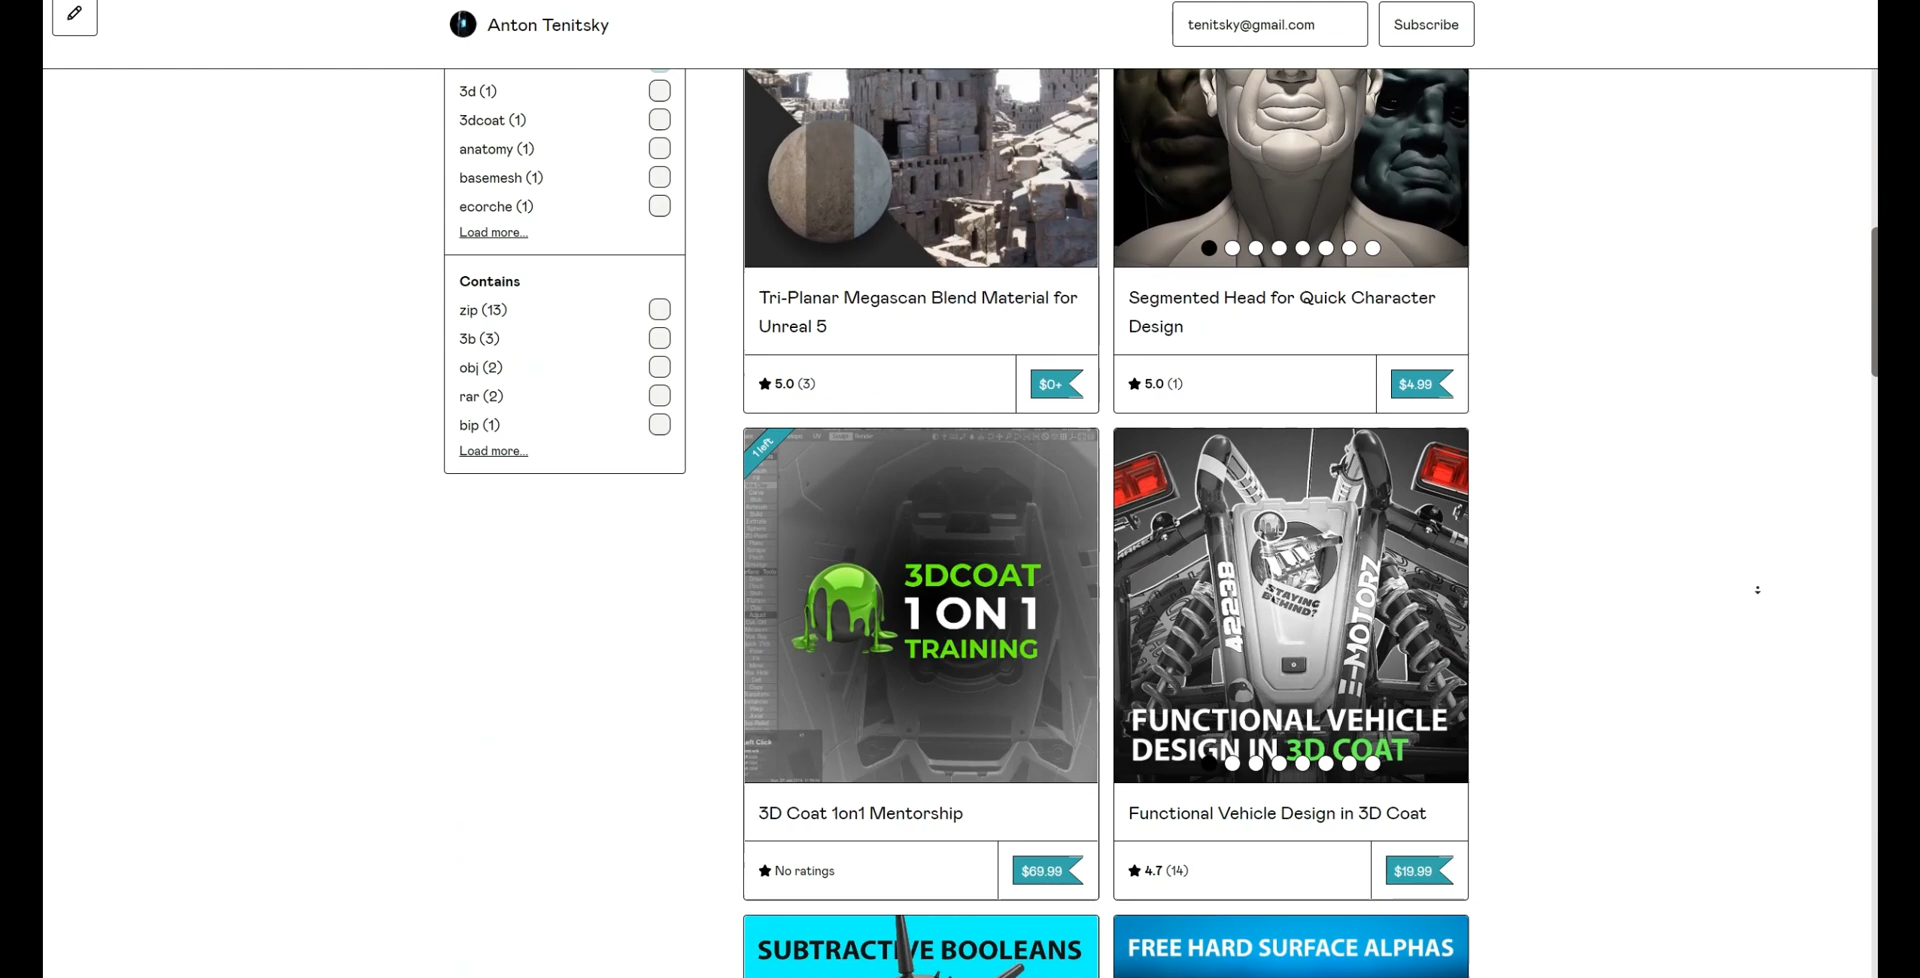 Anton Tenitsky
tenitsky@gmail.com
Subscribe
3d (1)
3dcoat (1)
anatomy (1)
basemesh (1)
ecorche (1)
Load more...
Contains
zip (13)
3b (3)
obj (2)
rar (2)
bip (1)
Load more...
Tri-Planar Megascan Blend Material for
Unreal 5
5.0 (3)
$0+
Segmented Head for Quick Character
Design
5.0 (1)
$4.99
1 left
3DCOAT
1 ON 1
TRAINING
Left Click
3D Coat 1on1 Mentorship
No ratings
$69.99
42238
STAYING
BEHIND?
E-MOTORZ
FUNCTIONAL VEHICLE
DESIGN IN 3D COAT
Functional Vehicle Design in 3D Coat
4.7 (14)
$19.99
SUBTRACTIVE BOOLEANS
FREE HARD SURFACE ALPHAS